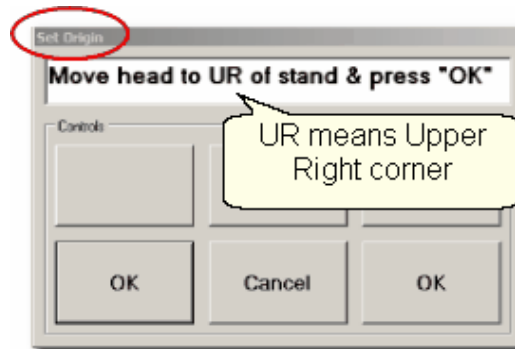 Set Origin
Move head to UR of stand & press "OK"
UR means Upper
Right corner
Controls
OK
Cancel
OK